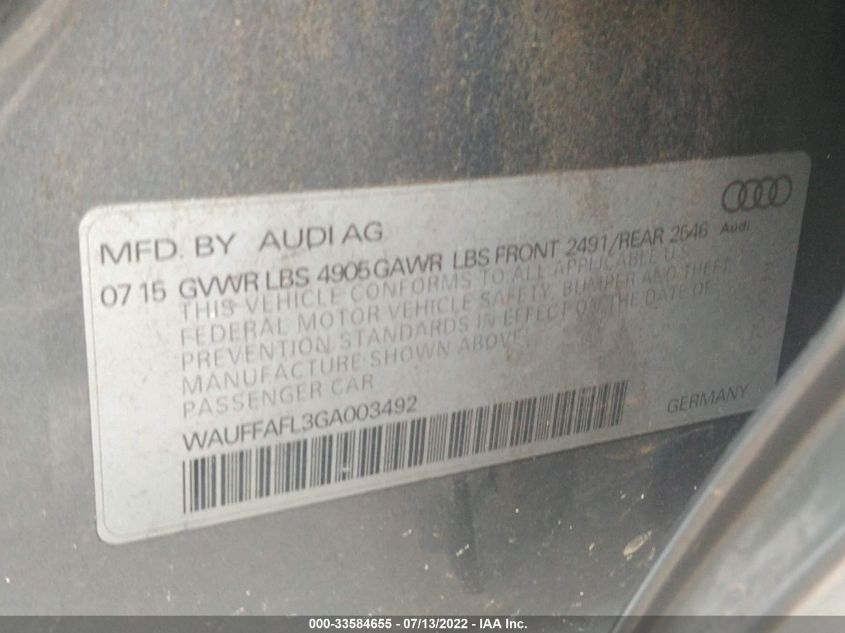 MFD. BY AUDI AG
Audi
07 15 GVWR LBS 4905 GAWR LBS FRONT 2491/REAR 2646
THIS VEHICLE CONFORMS TO ALL APPLICABLE U.S.
FEDERAL MOTOR VEHICLE SAFETY, BUMPER AND THEFT
PREVENTION STANDARDS IN EFFECT ON THE DATE OF
MANUFACTURE SHOWN ABOVE.
PASSENGER CAR
WAUFFAFL3GA003492
GERMANY
000-33584655 - 07/13/2022 - IAA Inc.